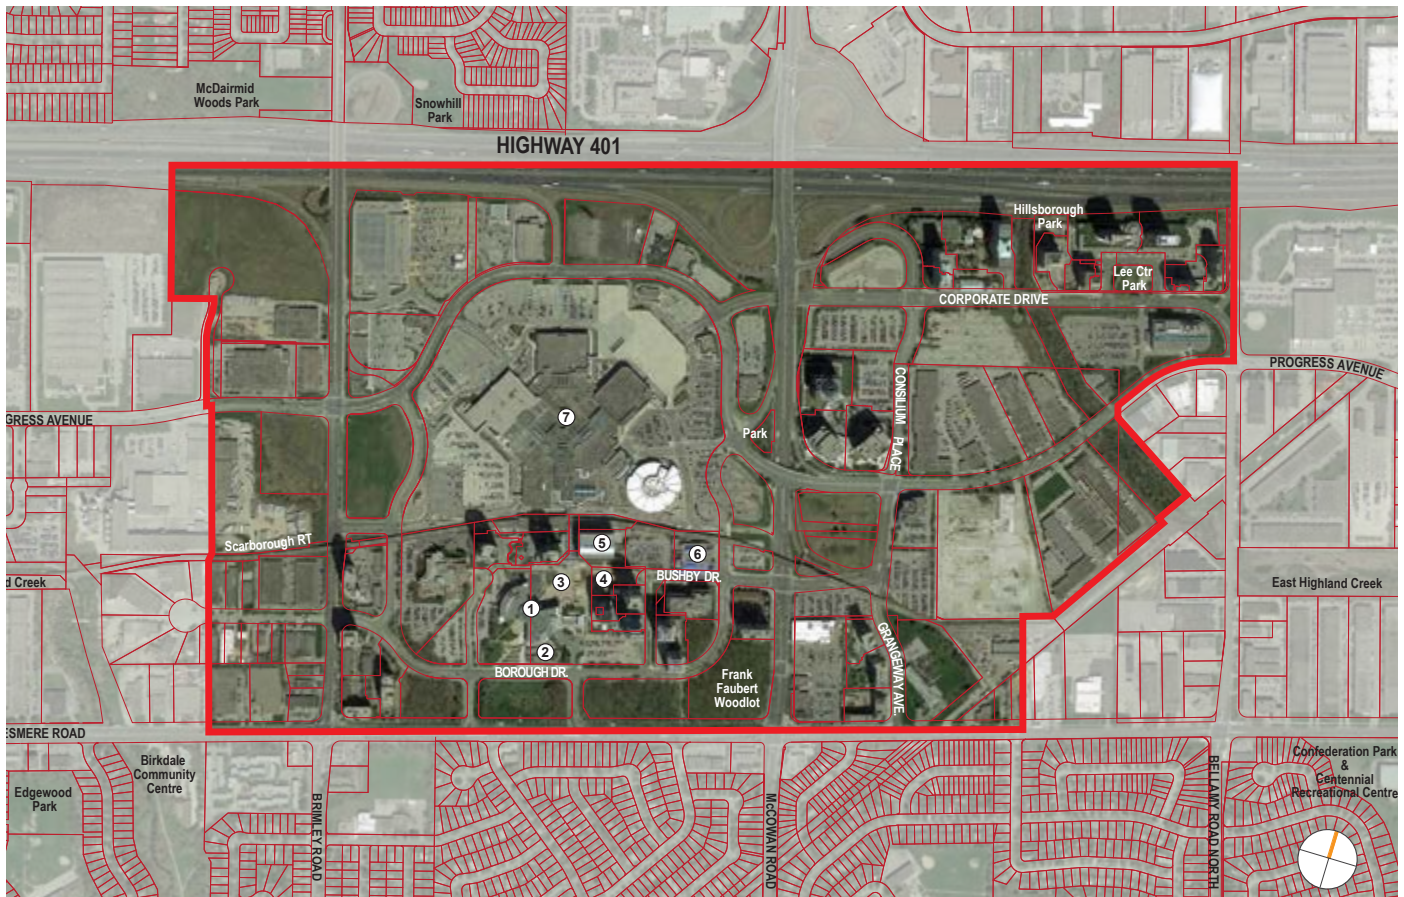 McDairmid
Woods Park
Snowhill
Park
HIGHWAY 401
Hillsborough
Park
Lee Ctr
Park
CORPORATE DRIVE
PROGRESS AVENUE
CONSILIUM PLACE
GRESS AVENUE
7
Park
Scarborough RT
5
6
BUSHBY DR.
3
4
d Creek
East Highland Creek
1
2
BOROUGH DR.
GRANGEWAY AVE.
Frank
Faubert
Woodlot
ESMERE ROAD
Birkdale
Community
Centre
Edgewood
Park
BRIMLEY ROAD
McCOWAN ROAD
BELLAMY ROAD NORTH
Confederation Park
&
Centennial
Recreational Centre